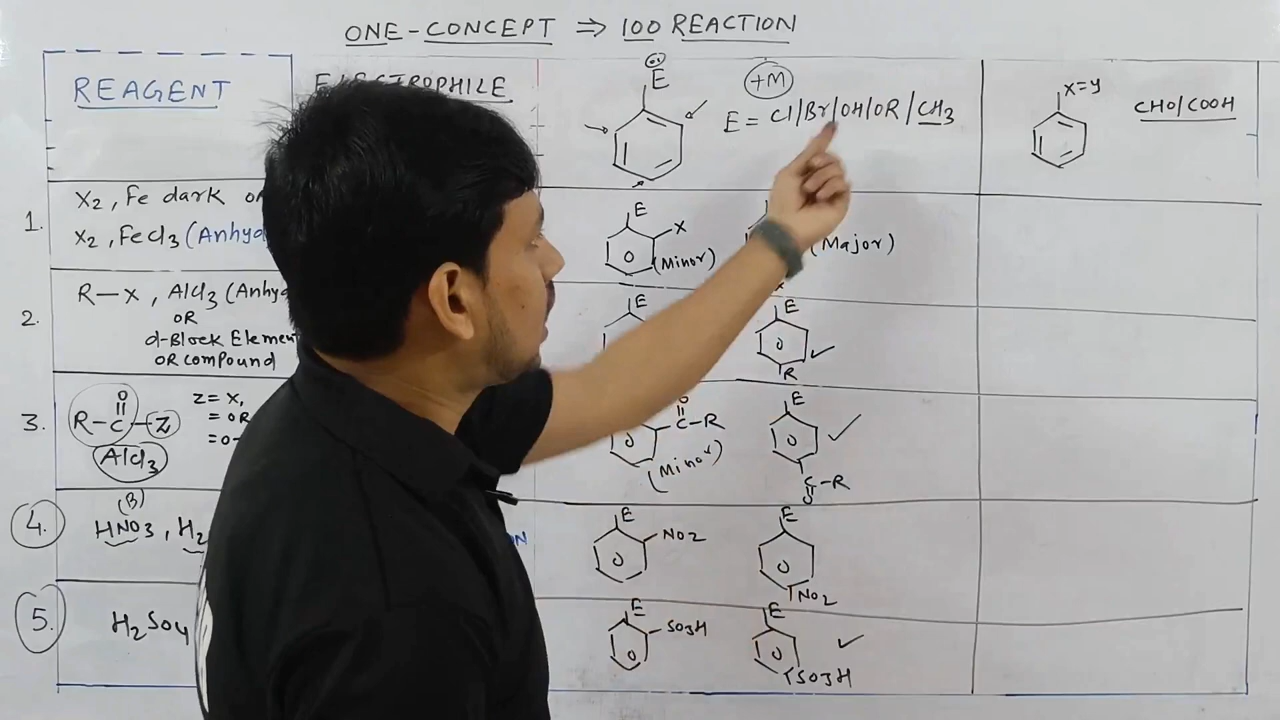 ONE-CONCEPT ⇒ 100 REACTION
REAGENT
E
E = Cl/Br/OH/OR/CH3
+M
X=Y
CHO/COOH
1.
X2, Fe dark
X2, FeCl3 (Anhyd
E
X
(Minor)
(Major)
2.
R-X, AlCl3 (Anhyd
OR
d-Block Elemen
OR compound
E
E
R
3.
O
R-C-Z
AlCl3
Z= X,
= OR
=O-
O
C-R
(Minor)
E
C-R
O
4.
(B)
HNO3, H2
ON
E
NO2
E
NO2
5.
H2SO4
E
SO3H
E
SO3H